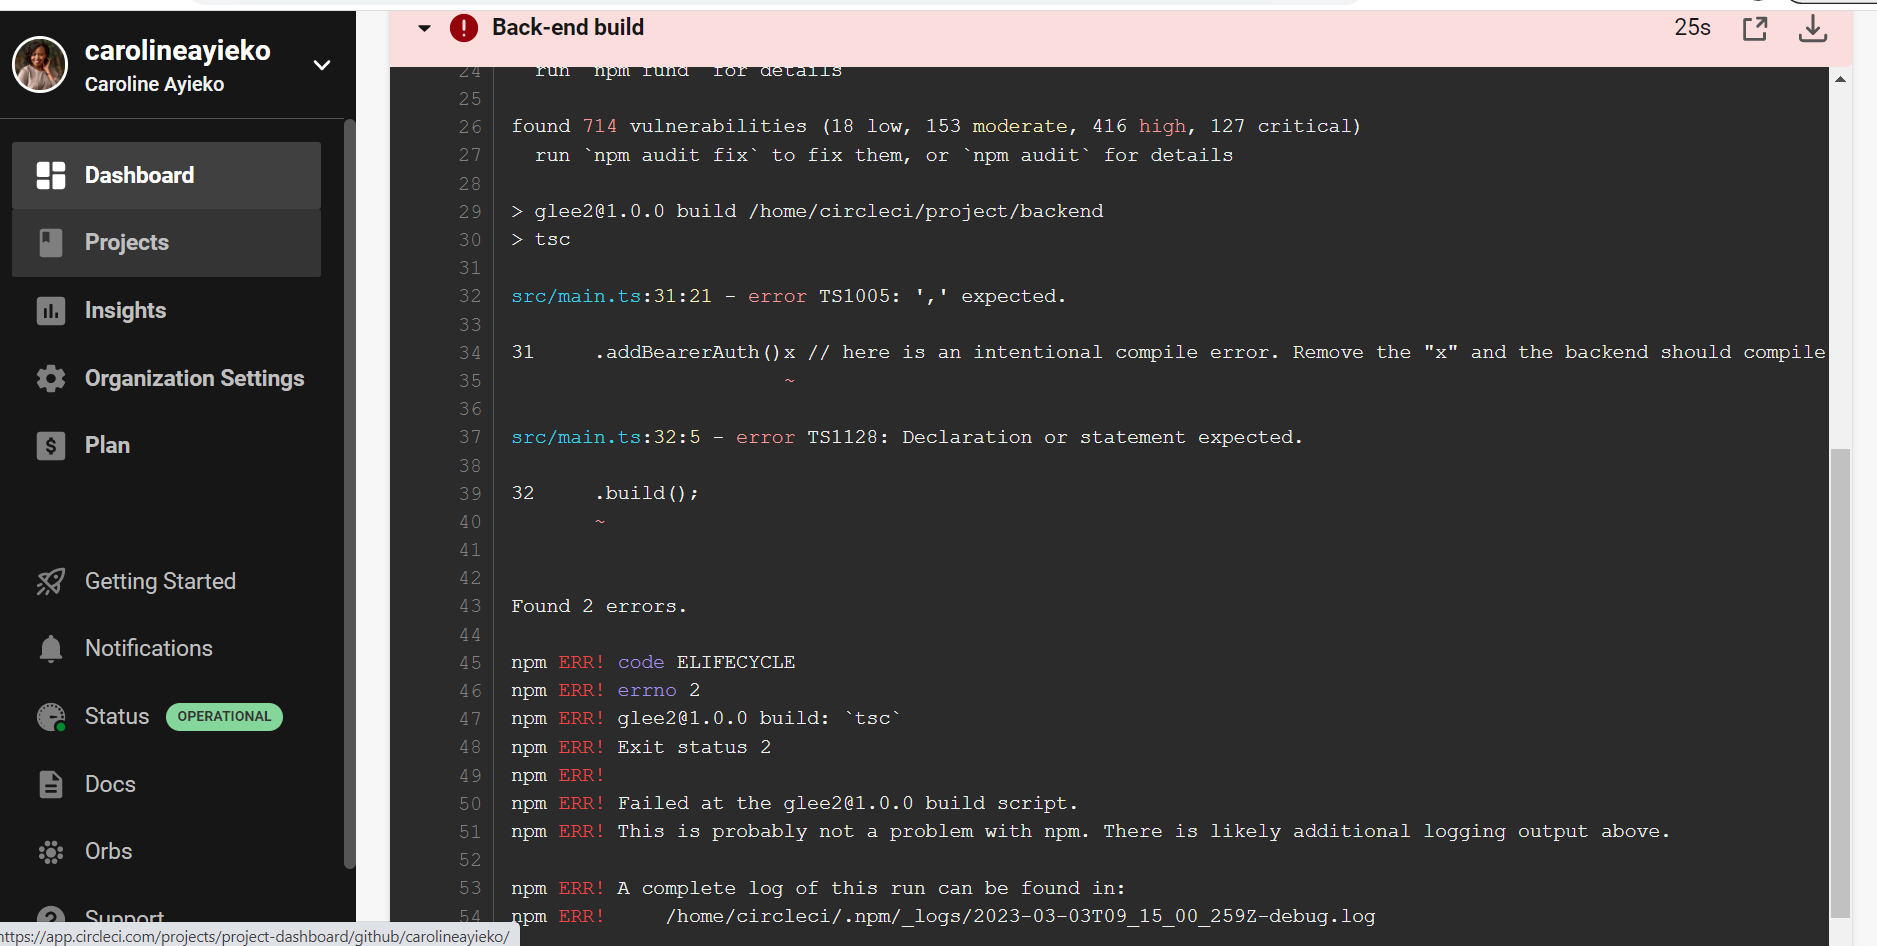 carolineayieko
Caroline Ayieko
Dashboard
Projects
Insights
Organization Settings
Plan
Getting Started
Notifications
Status OPERATIONAL
Docs
Orbs
Support
https://app.circleci.com/projects/project-dashboard/github/carolineayieko/
Back-end build 25s
24 run `npm fund` for details
25
26 found 714 vulnerabilities (18 low, 153 moderate, 416 high, 127 critical)
27 run `npm audit fix` to fix them, or `npm audit` for details
28
29 > glee2@1.0.0 build /home/circleci/project/backend
30 > tsc
31
32 src/main.ts:31:21 - error TS1005: ',' expected.
33
34 31 .addBearerAuth()x // here is an intentional compile error. Remove the "x" and the backend should compile
35 ~
36
37 src/main.ts:32:5 - error TS1128: Declaration or statement expected.
38
39 32 .build();
40 ~
41
42
43 Found 2 errors.
44
45 npm ERR! code ELIFECYCLE
46 npm ERR! errno 2
47 npm ERR! glee2@1.0.0 build: `tsc`
48 npm ERR! Exit status 2
49 npm ERR!
50 npm ERR! Failed at the glee2@1.0.0 build script.
51 npm ERR! This is probably not a problem with npm. There is likely additional logging output above.
52
53 npm ERR! A complete log of this run can be found in:
54 npm ERR! /home/circleci/.npm/_logs/2023-03-03T09_15_00_259Z-debug.log